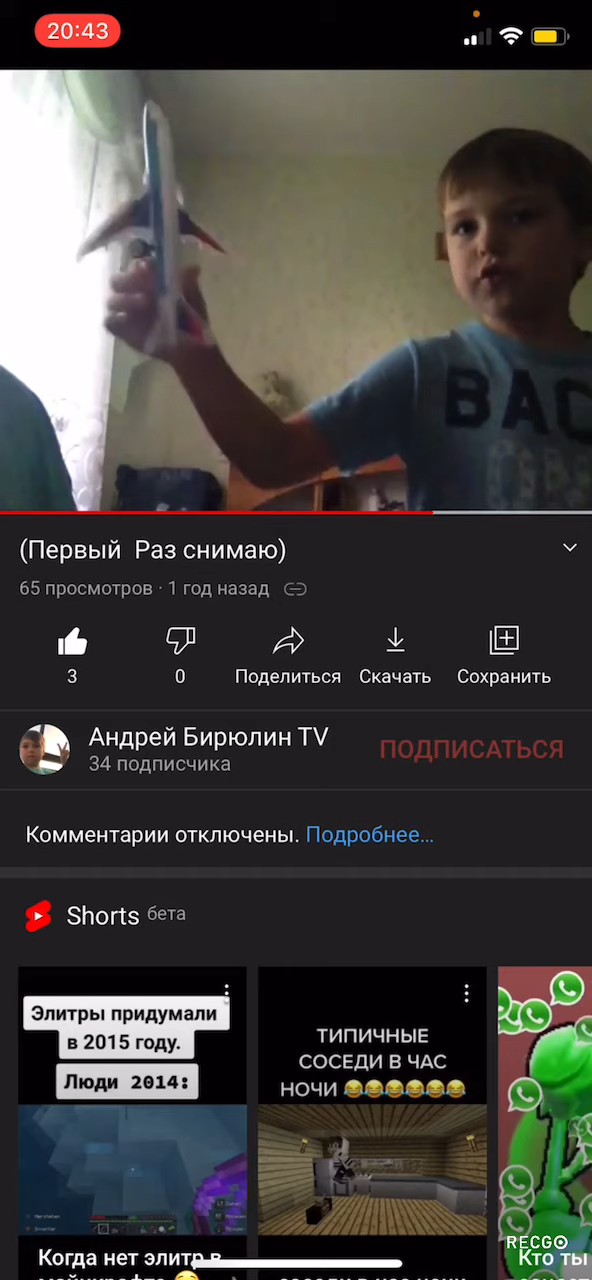 20:43
BAC
(Первый Раз снимаю)
65 просмотров · 1 год назад
3
0
Поделиться
Скачать
Сохранить
Андрей Бирюлин TV
ПОДПИСАТЬСЯ
34 подписчика
Комментарии отключены. Подробнее...
Shorts бета
Элитры придумали
в 2015 году.
Люди 2014:
ТИПИЧНЫЕ
СОСЕДИ В ЧАС
НОЧИ 😂😂😂😂😂😂
RECGO
Когда нет элитр в
Кто ты